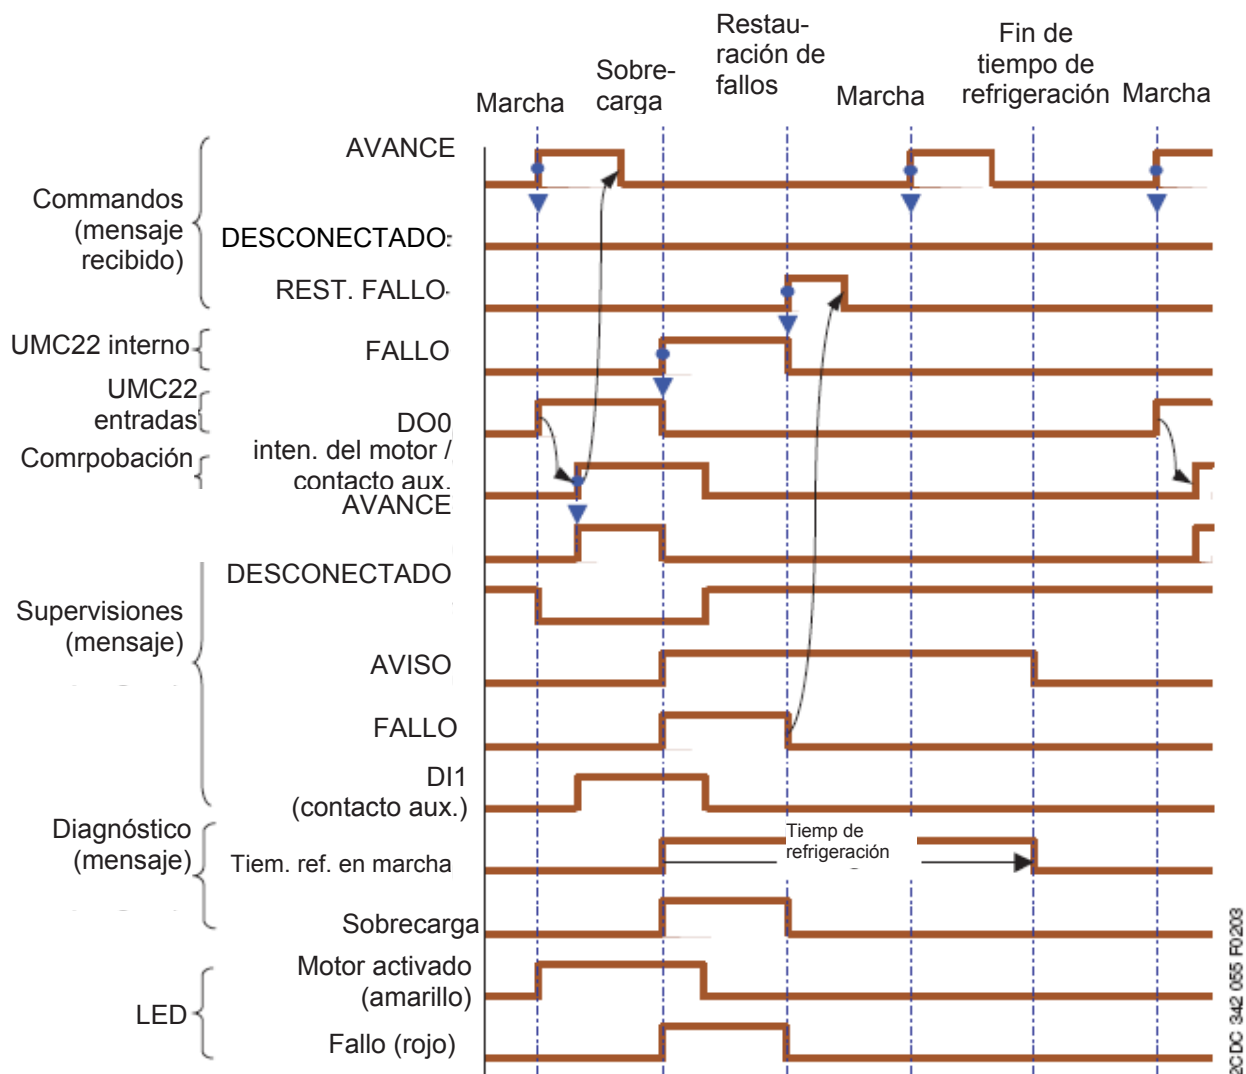 Restau-
ración de
fallos
Fin de
tiempo de
refrigeración
Sobre-
carga
Marcha
Marcha
Marcha
AVANCE
Commandos
(mensaje
recibido)
DESCONECTADO:
REST. FALLO-
UMC22 interno
FALLO
UMC22
entradas
DO0
Comrpobación
inten. del motor /
contacto aux.
AVANCE
DESCONECTADO
Supervisiones
(mensaje)
AVISO
FALLO
DI1
(contacto aux.)
Diagnóstico
(mensaje)
Tiem. ref. en marcha
Tiemp de
refrigeración
Sobrecarga
LED
Motor activado
(amarillo)
Fallo (rojo)
2CDC 342 055 F0203